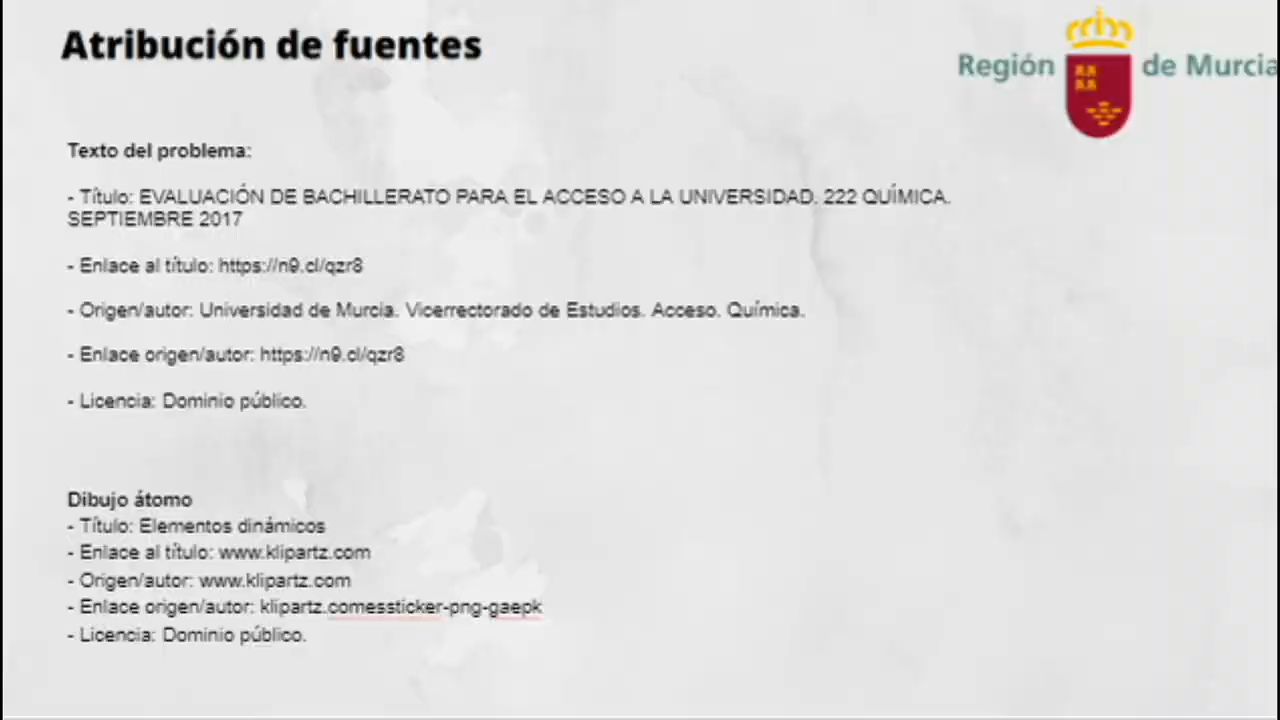 Atribución de fuentes
Región de Murcia
Texto del problema:
- Título: EVALUACIÓN DE BACHILLERATO PARA EL ACCESO A LA UNIVERSIDAD. 222 QUÍMICA.
SEPTIEMBRE 2017
- Enlace al título: https://n9.cl/qzr8
- Origen/autor: Universidad de Murcia. Vicerrectorado de Estudios. Acceso. Química.
- Enlace origen/autor: https://n9.cl/qzr8
- Licencia: Dominio público.
Dibujo átomo
- Título: Elementos dinámicos
- Enlace al título: www.klipartz.com
- Origen/autor: www.klipartz.com
- Enlace origen/autor: klipartz.comessticker-png-gaepk
- Licencia: Dominio público.